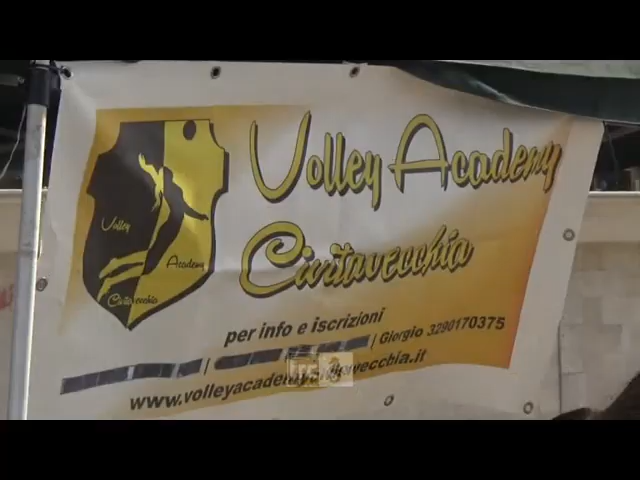 Volley Academy
Civitavecchia
Volley
Academy
Civitavecchia
per info e iscrizioni
| | Giorgio 3290170375
www.volleyacademycivitavecchia.it